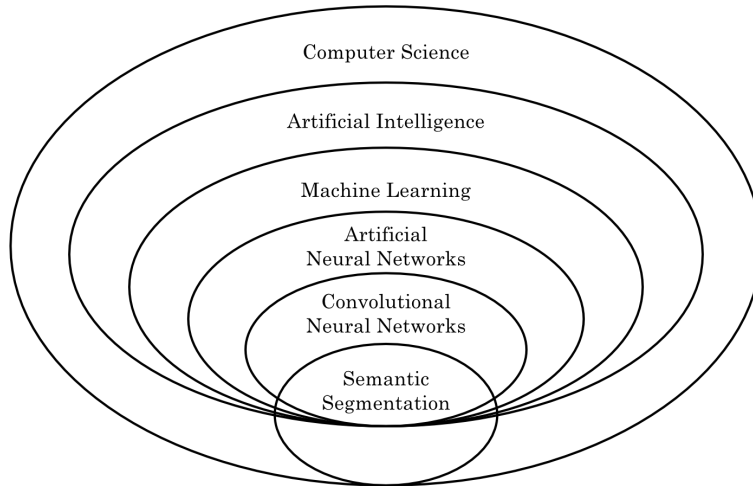 Computer Science
Artificial Intelligence
Machine Learning
Artificial
Neural Networks
Convolutional
Neural Networks
Semantic
Segmentation